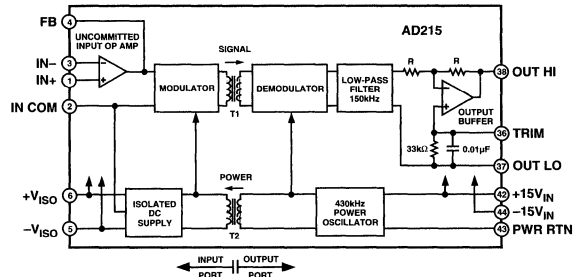 FB
4
UNCOMMITTED
INPUT OP AMP
AD215
IN–
3
IN+
1
SIGNAL
MODULATOR
T1
DEMODULATOR
LOW-PASS
FILTER
150kHz
R
R
38
OUT HI
OUTPUT
BUFFER
IN COM
2
36
TRIM
33kΩ
0.01µF
37
OUT LO
POWER
+VISO
6
ISOLATED
DC
SUPPLY
T2
430kHz
POWER
OSCILLATOR
42
+15VIN
44
–15VIN
–VISO
5
43
PWR RTN
INPUT
PORT
OUTPUT
PORT